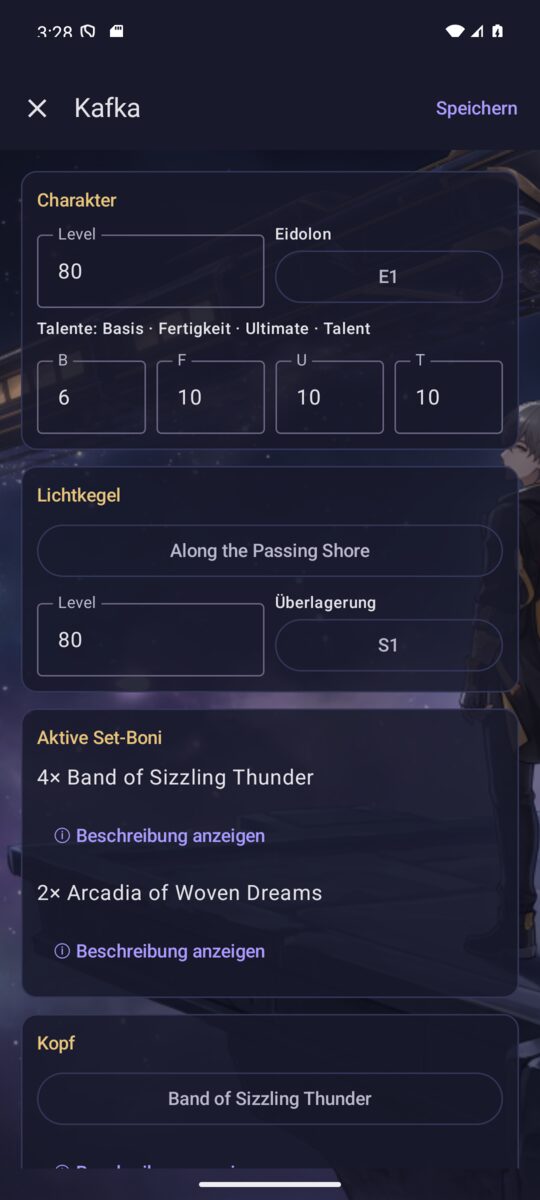 3:28
Kafka
Speichern
Charakter
Level
Eidolon
80
E1
Talente: Basis · Fertigkeit · Ultimate · Talent
B
F
U
T
6
10
10
10
Lichtkegel
Along the Passing Shore
Level
Überlagerung
80
S1
Aktive Set-Boni
4× Band of Sizzling Thunder
ⓘ Beschreibung anzeigen
2× Arcadia of Woven Dreams
ⓘ Beschreibung anzeigen
Kopf
Band of Sizzling Thunder